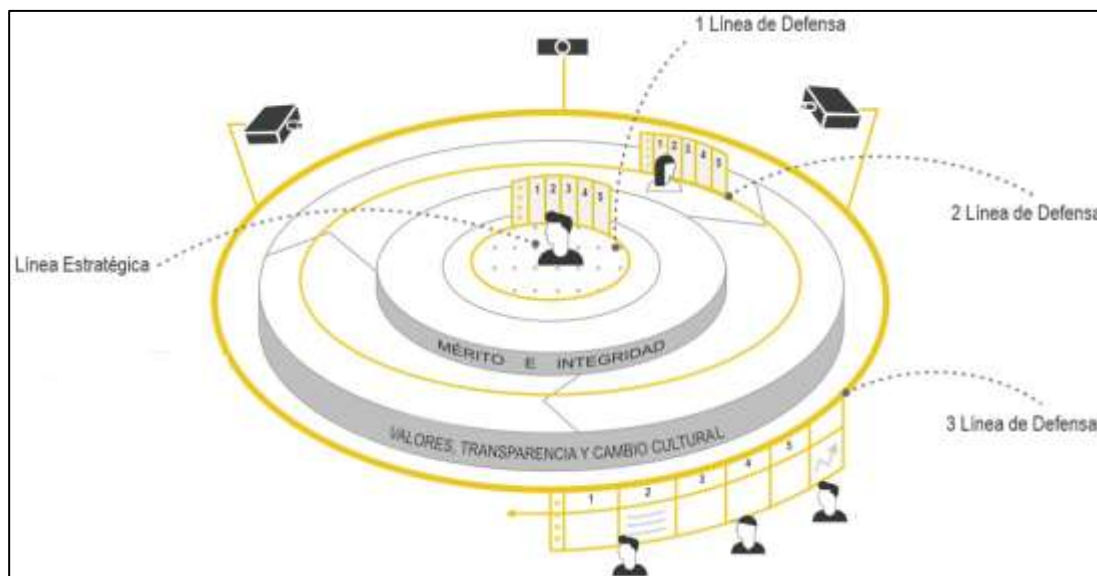 1 Línea de Defensa
1 2 3 4 5
1 2 3 4 5
2 Línea de Defensa
Línea Estratégica
MÉRITO E INTEGRIDAD
VALORES, TRANSPARENCIA Y CAMBIO CULTURAL
3 Línea de Defensa
1 2 3 4 5